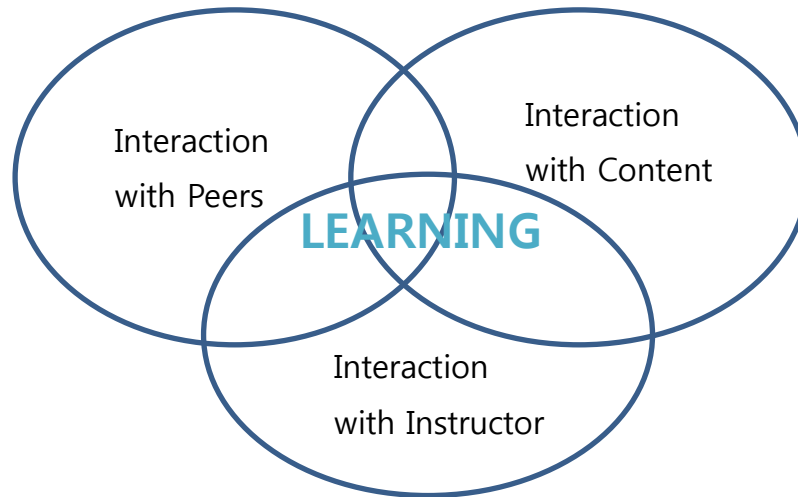 Interaction
with Peers
Interaction
with Content
LEARNING
Interaction
with Instructor